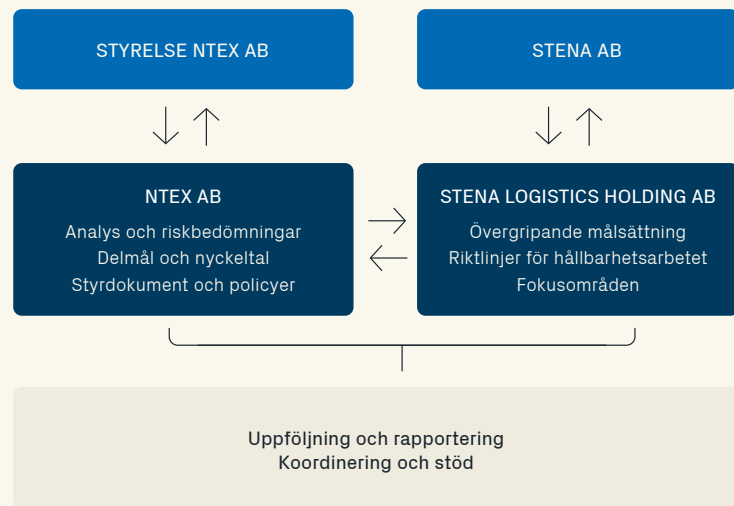 STYRELSE NTEX AB
STENA AB
NTEX AB
Analys och riskbedömningar
Delmål och nyckeltal
Styrdokument och policyer
STENA LOGISTICS HOLDING AB
Övergripande målsättning
Riktlinjer för hållbarhetsarbetet
Fokusområden
Uppföljning och rapportering
Koordinering och stöd